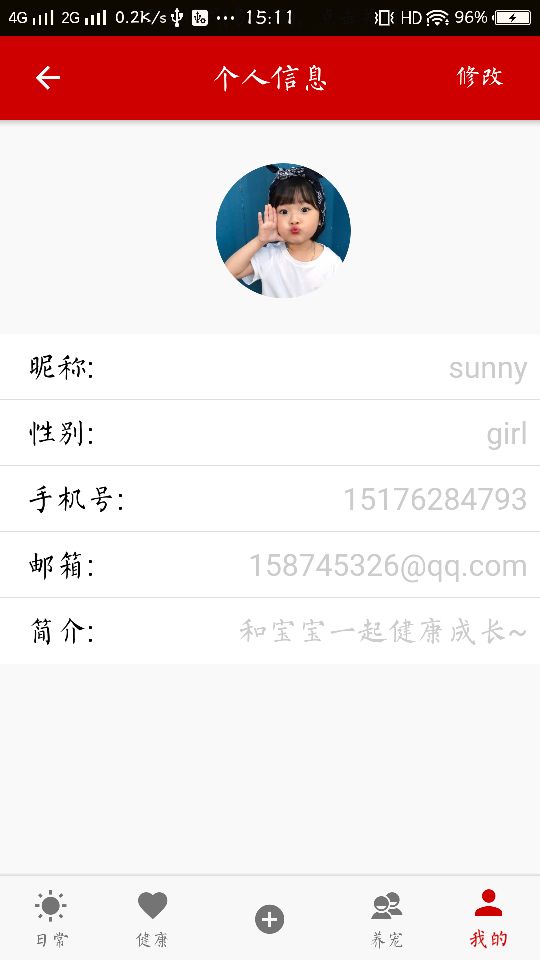 4G 2G 0.2K/s 15:11 HD 96%
个人信息 修改
昵称: sunny
性别: girl
手机号: 15176284793
邮箱: 158745326@qq.com
简介: 和宝宝一起健康成长~
日常 健康 养宠 我的